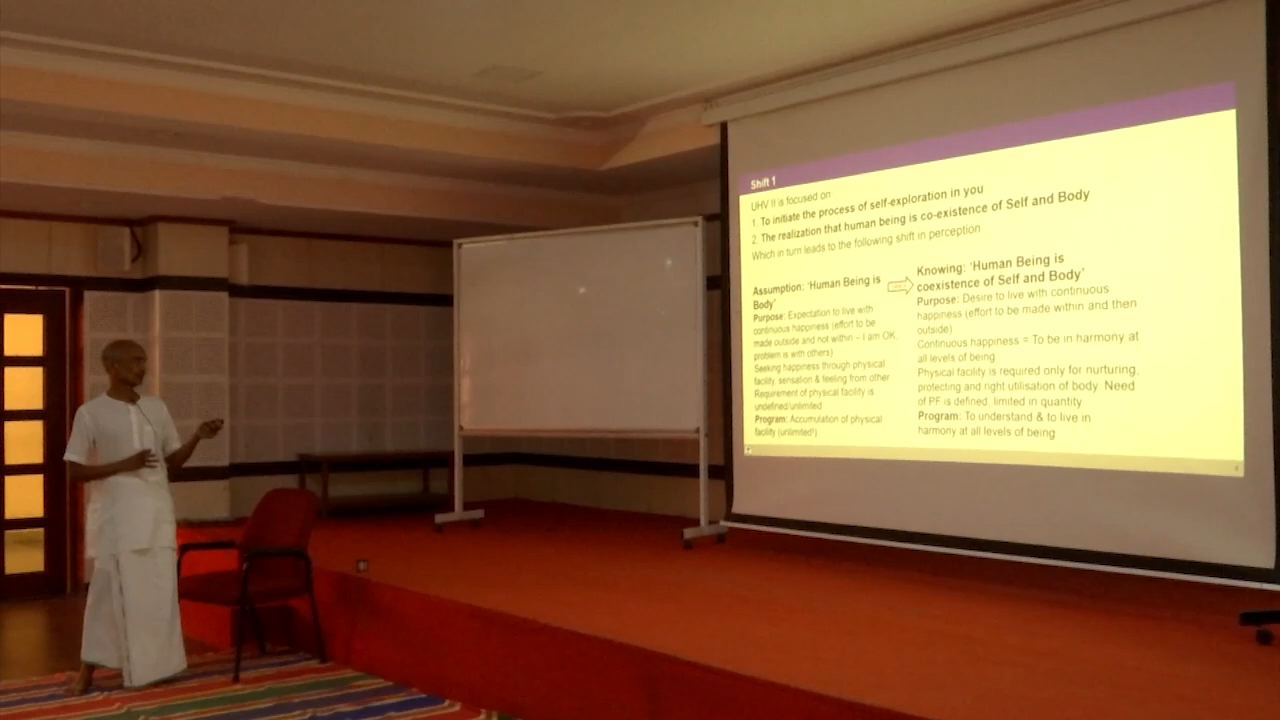 Shift 1
UHV II is focused on
1. To initiate the process of self-exploration in you
2. The realization that human being is co-existence of Self and Body
Which in turn leads to the following shift in perception
Assumption: ‘Human Being is
Body’
Purpose: Expectation to live with
continuous happiness (effort to be
made outside and not within – I am OK,
problem is with others)
Seeking happiness through physical
facility, sensation & feeling from other
Requirement of physical facility is
undefined/unlimited
Program: Accumulation of physical
facility (unlimited!)
Knowing: ‘Human Being is
coexistence of Self and Body’
Purpose: Desire to live with continuous
happiness (effort to be made within and then
outside)
Continuous happiness = To be in harmony at
all levels of being
Physical facility is required only for nurturing,
protecting and right utilisation of body. Need
of PF is defined, limited in quantity
Program: To understand & to live in
harmony at all levels of being